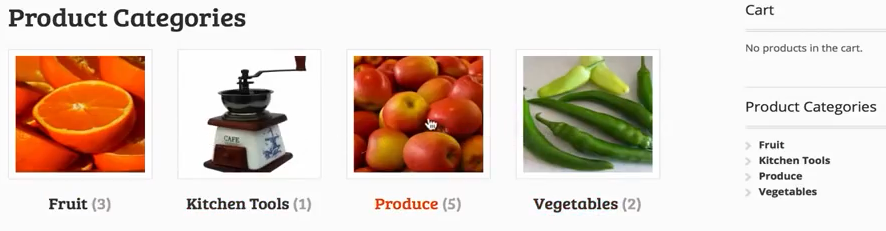 Product Categories
CAFE
Fruit (3)
Kitchen Tools (1)
Produce (5)
Vegetables (2)
Cart
No products in the cart.
Product Categories
Fruit
Kitchen Tools
Produce
Vegetables